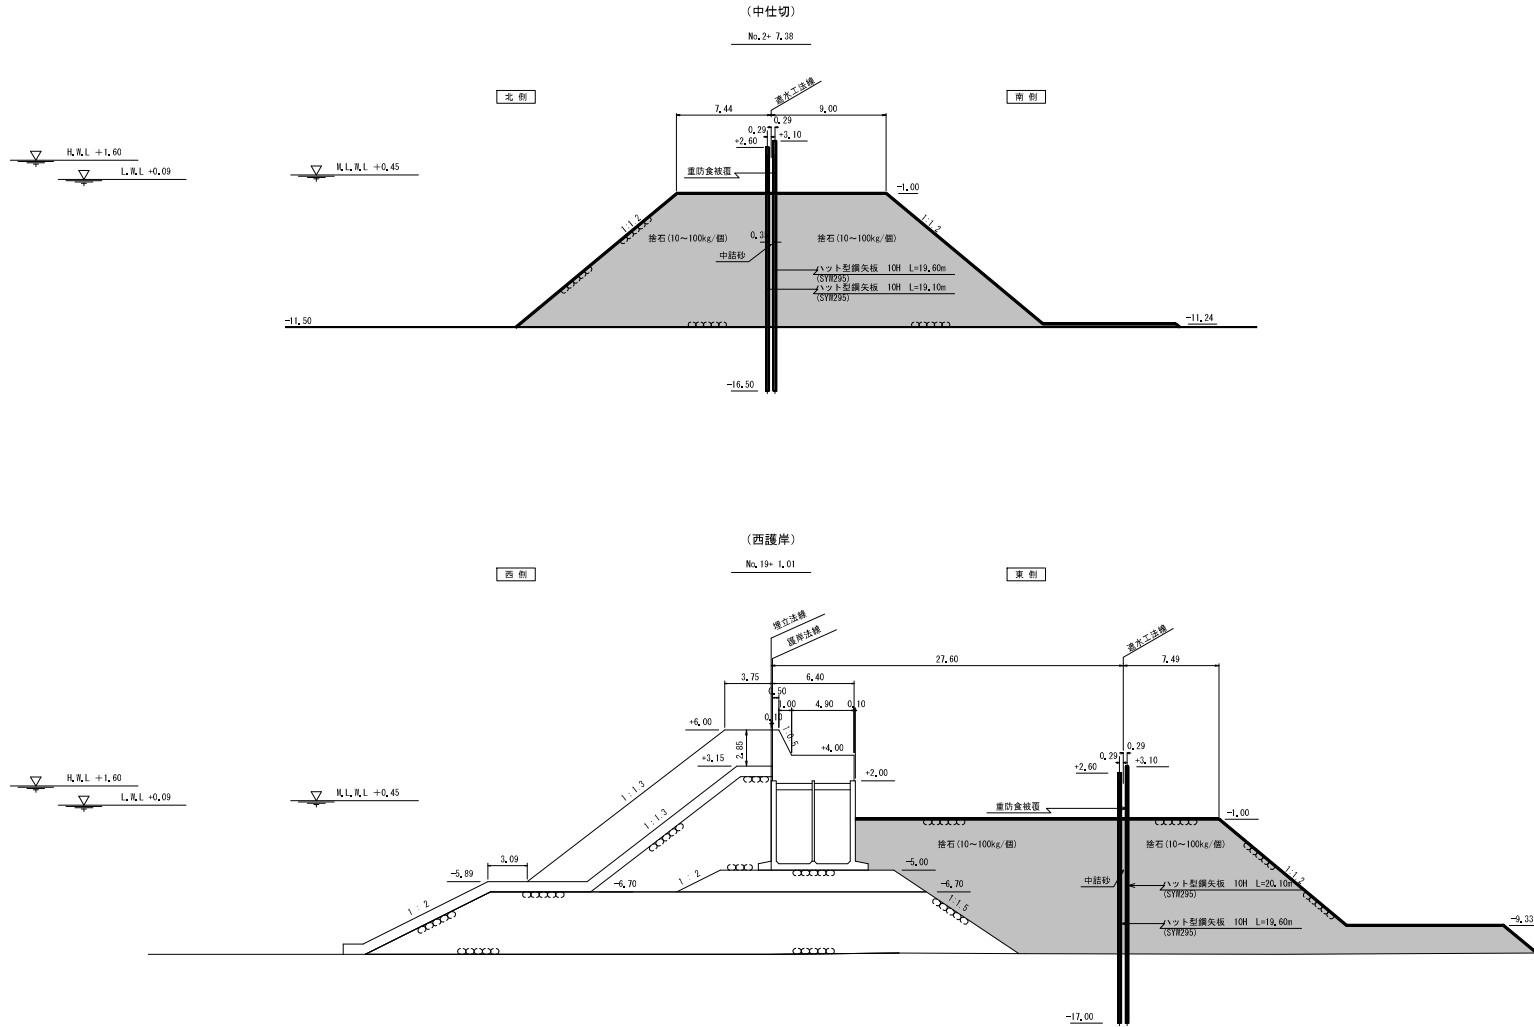 (中仕切)
No.2+ 7.38
北 側
南 側
遮水工法線
7.44
9.00
0.29
0.29
+2.60
+3.10
H.W.L +1.60
L.W.L +0.09
M.L.W.L +0.45
重防食被覆
-1.00
1:1.2
1:1.2
捨石(10～100kg/個)
捨石(10～100kg/個)
中詰砂
ハット型鋼矢板 10H L=19.60m
(SYW295)
ハット型鋼矢板 10H L=19.10m
(SYW295)
-11.50
-11.24
-16.50
(西護岸)
No.19+ 1.01
西 側
東 側
埋立法線
護岸法線
遮水工法線
27.60
7.49
3.75
6.40
0.50
1.00
4.90
0.10
0.10
+6.00
1:0.5
2.85
+4.00
+3.15
+2.00
0.29
0.29
+2.60
+3.10
H.W.L +1.60
L.W.L +0.09
M.L.W.L +0.45
1:1.3
1:1.3
重防食被覆
-1.00
捨石(10～100kg/個)
捨石(10～100kg/個)
3.09
-5.89
-5.00
1:2
-6.70
-6.70
1:2
1:1.5
1:1.2
中詰砂
ハット型鋼矢板 10H L=20.10m
(SYW295)
ハット型鋼矢板 10H L=19.60m
(SYW295)
-9.33
-17.00